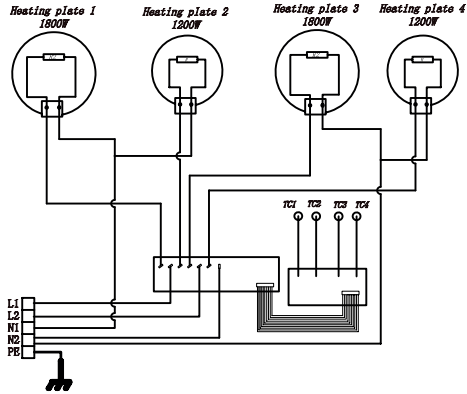 Heating plate 1
1800W
Heating plate 2
1200W
Heating plate 3
1800W
Heating plate 4
1200W
TC1 TC2 TC3 TC4
L1
L2
N1
N2
PE